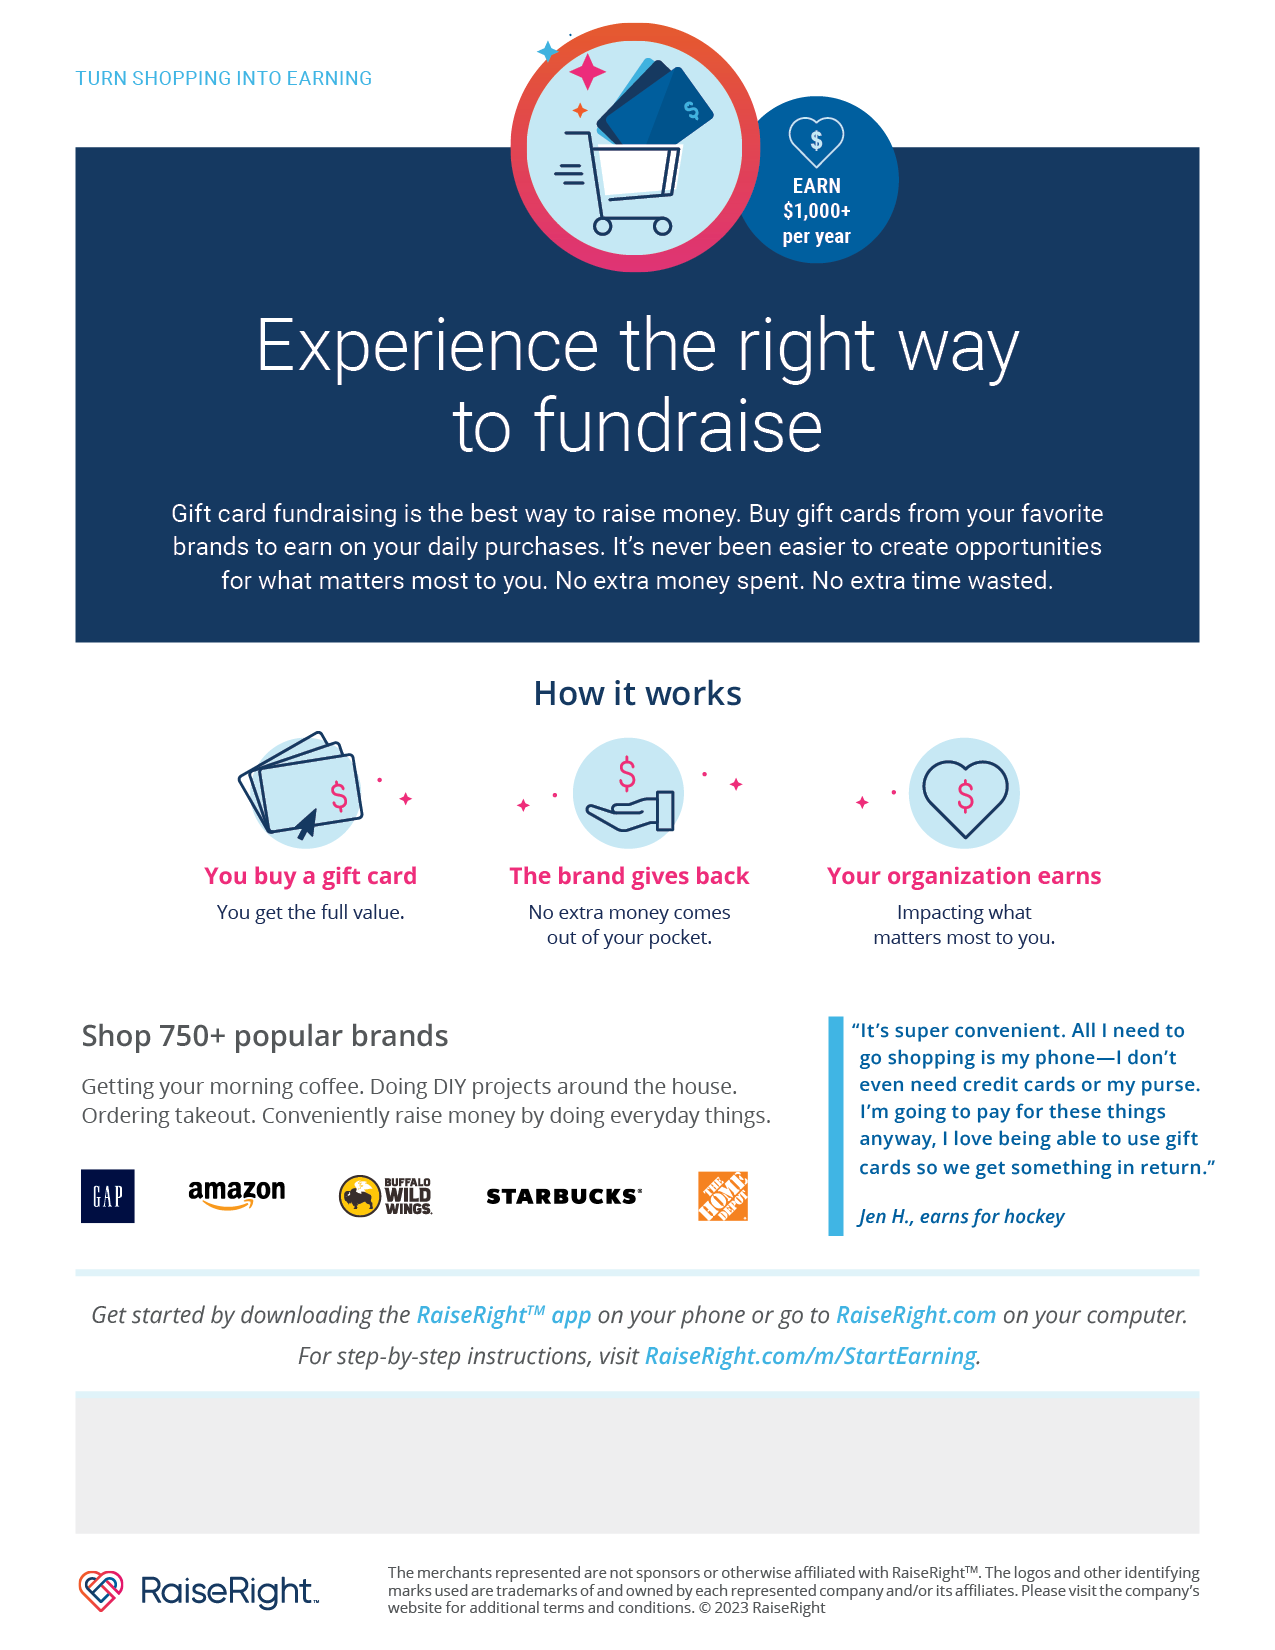 TURN SHOPPING INTO EARNING
$
$
EARN
$1,000+
per year
Experience the right way
to fundraise
Gift card fundraising is the best way to raise money. Buy gift cards from your favorite
brands to earn on your daily purchases. It’s never been easier to create opportunities
for what matters most to you. No extra money spent. No extra time wasted.
How it works
$
$
$
You buy a gift card
You get the full value.
The brand gives back
No extra money comes
out of your pocket.
Your organization earns
Impacting what
matters most to you.
Shop 750+ popular brands
Getting your morning coffee. Doing DIY projects around the house.
Ordering takeout. Conveniently raise money by doing everyday things.
GAP
amazon
BUFFALO
WILD
WINGS.
STARBUCKS®
THE
HOME
DEPOT
“It’s super convenient. All I need to
go shopping is my phone—I don’t
even need credit cards or my purse.
I’m going to pay for these things
anyway, I love being able to use gift
cards so we get something in return.”
Jen H., earns for hockey
Get started by downloading the RaiseRight™ app on your phone or go to RaiseRight.com on your computer.
For step-by-step instructions, visit RaiseRight.com/m/StartEarning.
RaiseRight™
The merchants represented are not sponsors or otherwise affiliated with RaiseRight™. The logos and other identifying
marks used are trademarks of and owned by each represented company and/or its affiliates. Please visit the company’s
website for additional terms and conditions. © 2023 RaiseRight